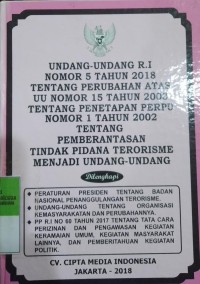 UNDANG-UNDANG R.I
NOMOR 5 TAHUN 2018
TENTANG PERUBAHAN ATAS
UU NOMOR 15 TAHUN 2003
TENTANG PENETAPAN PERPU
NOMOR 1 TAHUN 2002
TENTANG
PEMBERANTASAN
TINDAK PIDANA TERORISME
MENJADI UNDANG-UNDANG
Dilengkapi
PERATURAN PRESIDEN TENTANG BADAN
NASIONAL PENANGGULANGAN TERORISME.
UNDANG-UNDANG TENTANG ORGANISASI
KEMASYARAKATAN DAN PERUBAHANNYA.
PP R.I NO 60 TAHUN 2017 TENTANG TATA CARA
PERIZINAN DAN PENGAWASAN KEGIATAN
KERAMAIAN UMUM, KEGIATAN MASYARAKAT
LAINNYA, DAN PEMBERITAHUAN KEGIATAN
POLITIK.
CV. CIPTA MEDIA INDONESIA
JAKARTA - 2018